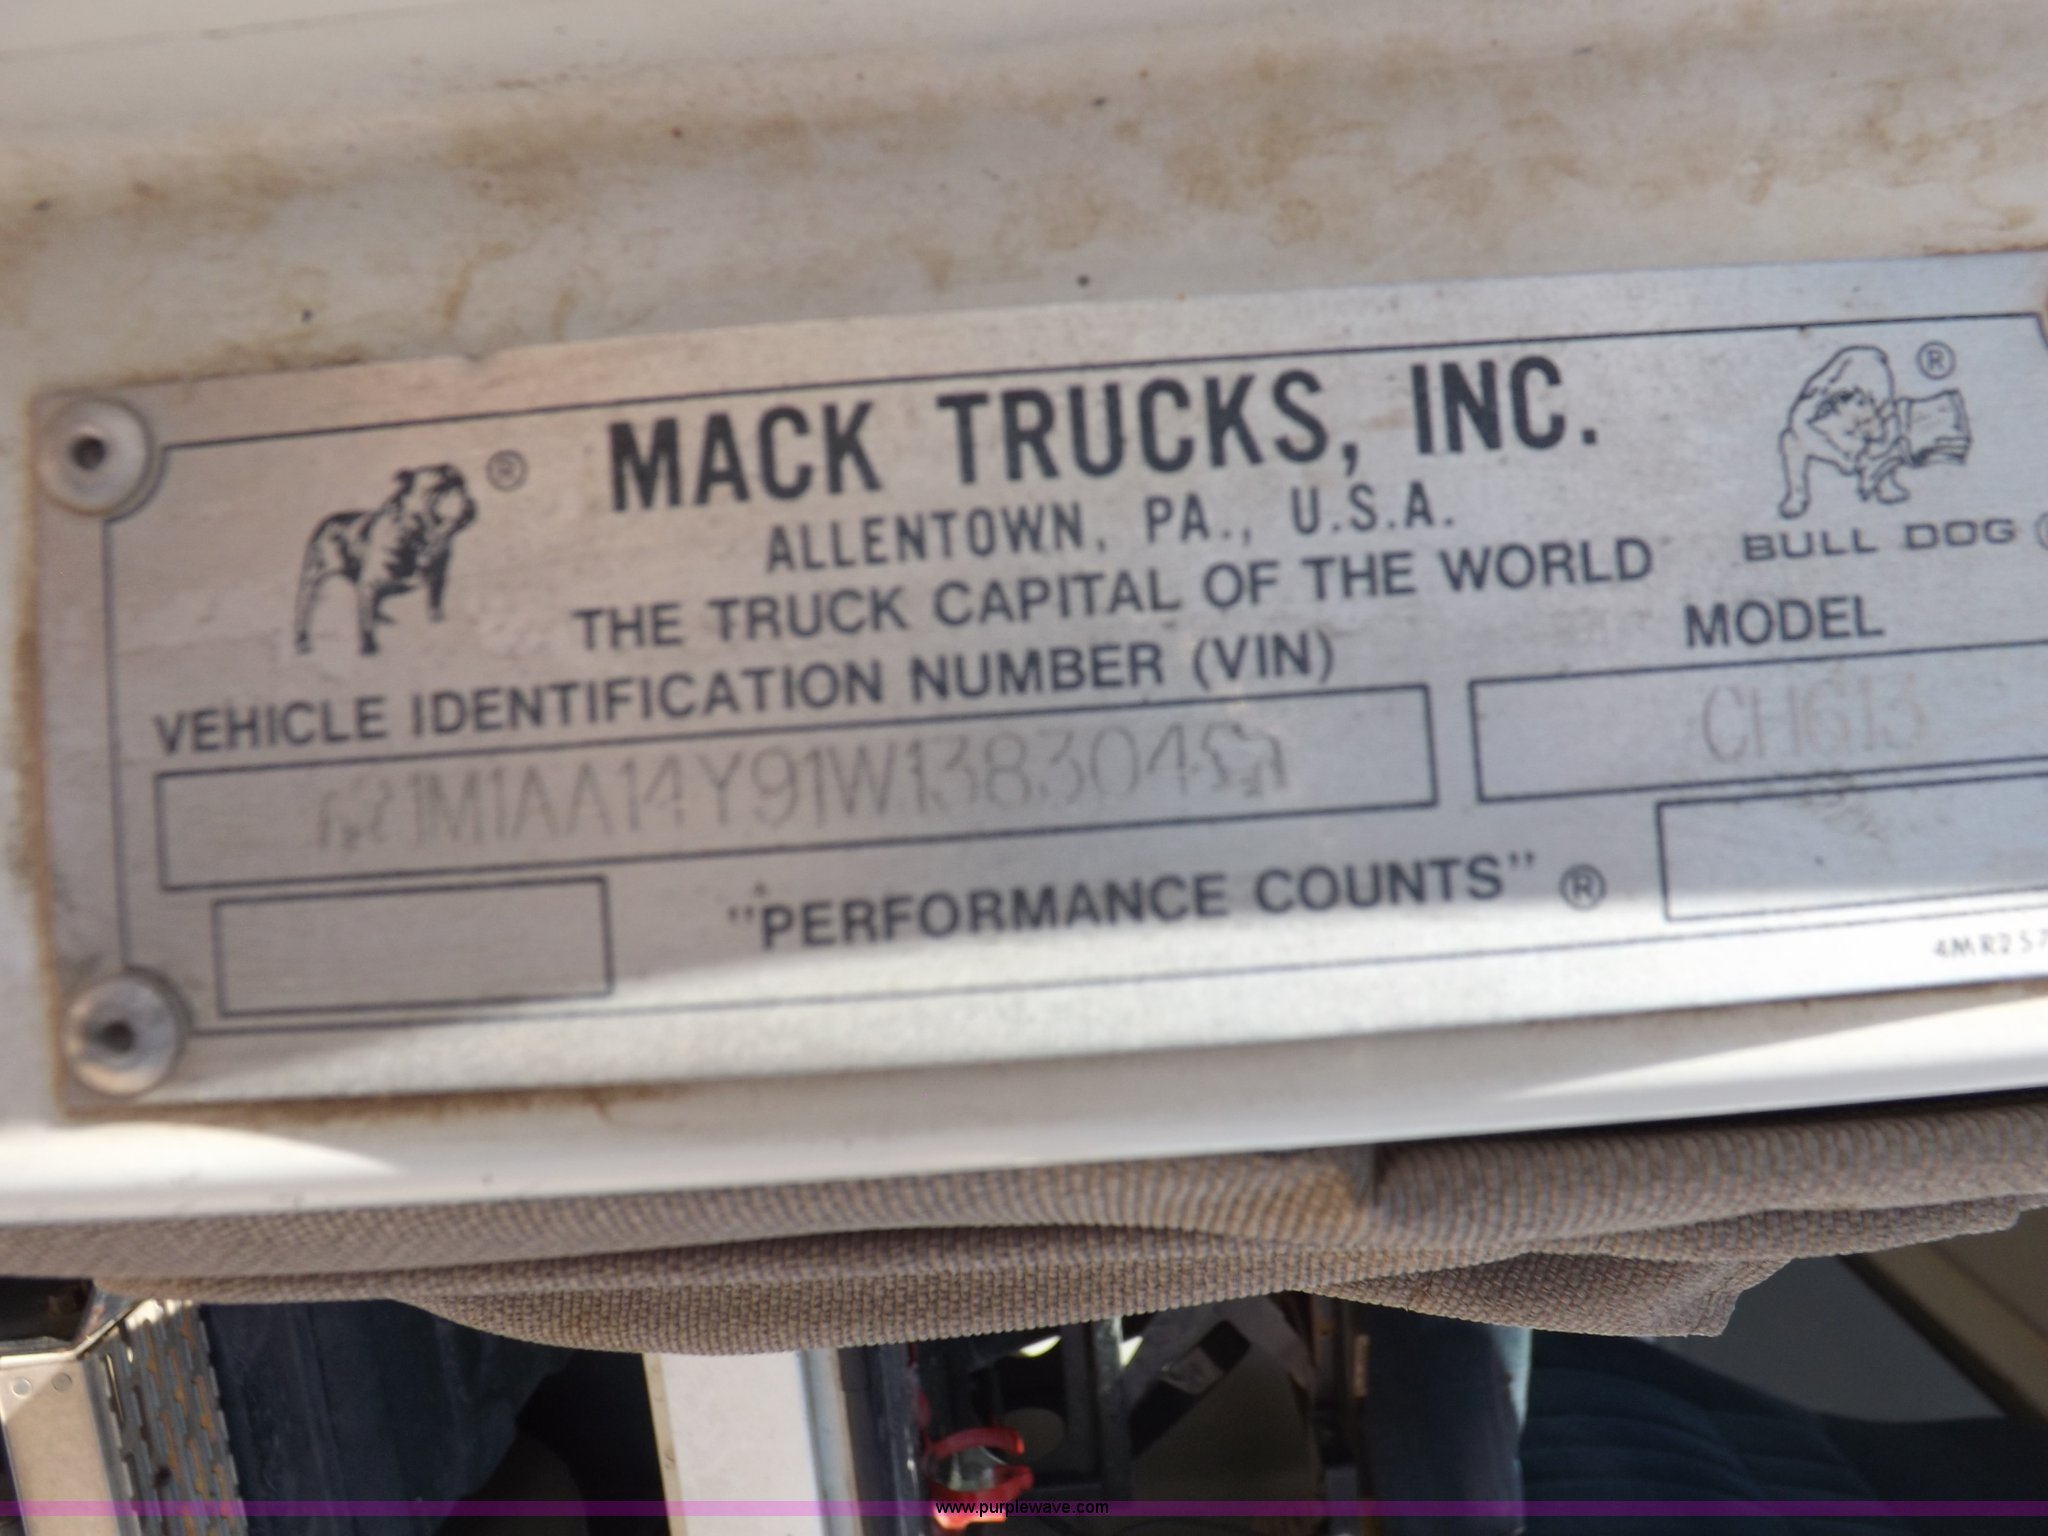 MACK TRUCKS, INC.
ALLENTOWN, PA., U.S.A.
THE TRUCK CAPITAL OF THE WORLD
BULL DOG
VEHICLE IDENTIFICATION NUMBER (VIN)
MODEL
1M1AA14Y91W138304
CH613
"PERFORMANCE COUNTS" ®
4MR257
www.purplewave.com